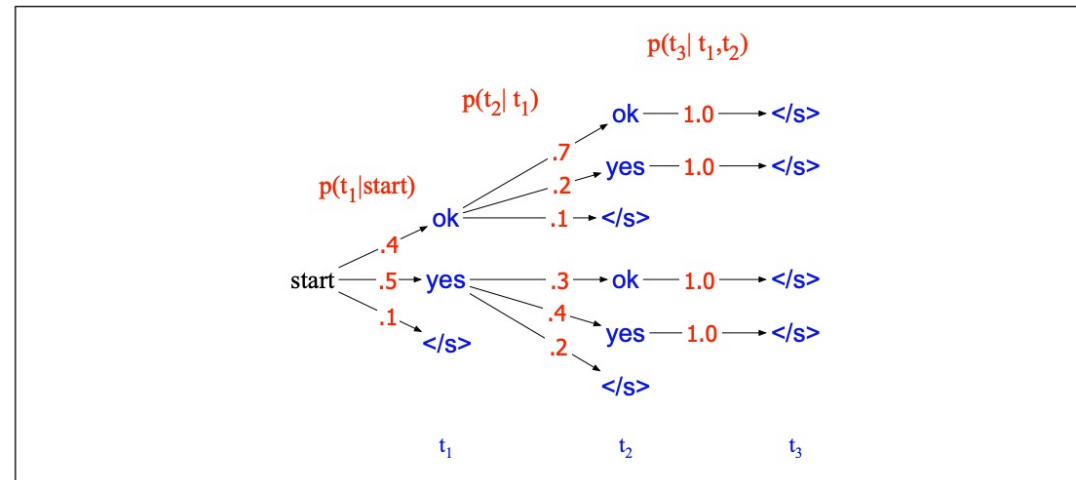 p(t₃| t₁,t₂)
p(t₂| t₁)
ok 1.0 </s>
.7
yes 1.0 </s>
.2
p(t₁|start)
ok .1 </s>
.4
start .5 yes .3 ok 1.0 </s>
.1 .4
yes 1.0 </s>
</s> .2
</s>
t₁ t₂ t₃